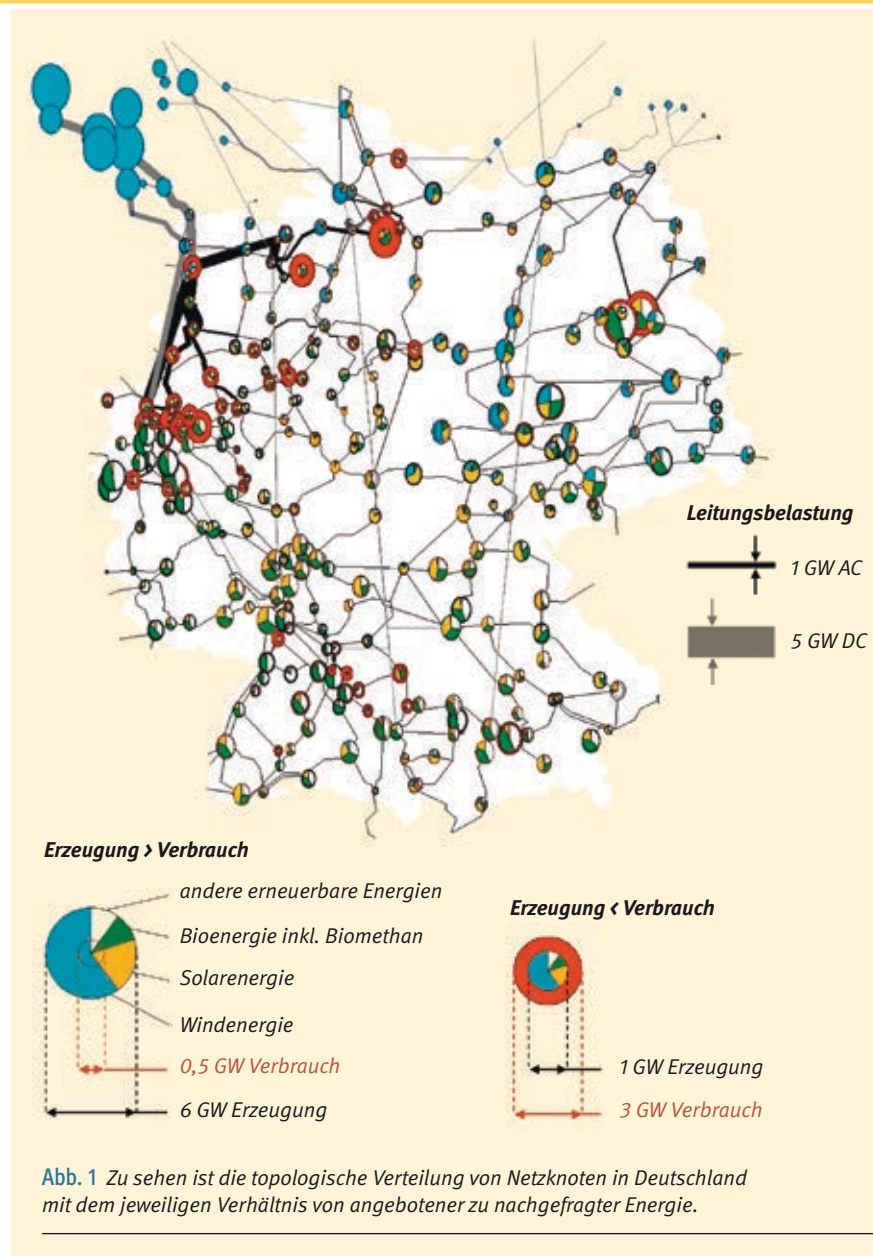 Leitungsbelastung
1 GW AC
5 GW DC
Erzeugung > Verbrauch
andere erneuerbare Energien
Bioenergie inkl. Biomethan
Solarenergie
Windenergie
0,5 GW Verbrauch
6 GW Erzeugung
Erzeugung < Verbrauch
1 GW Erzeugung
3 GW Verbrauch
Abb. 1 Zu sehen ist die topologische Verteilung von Netzknoten in Deutschland
mit dem jeweiligen Verhältnis von angebotener zu nachgefragter Energie.